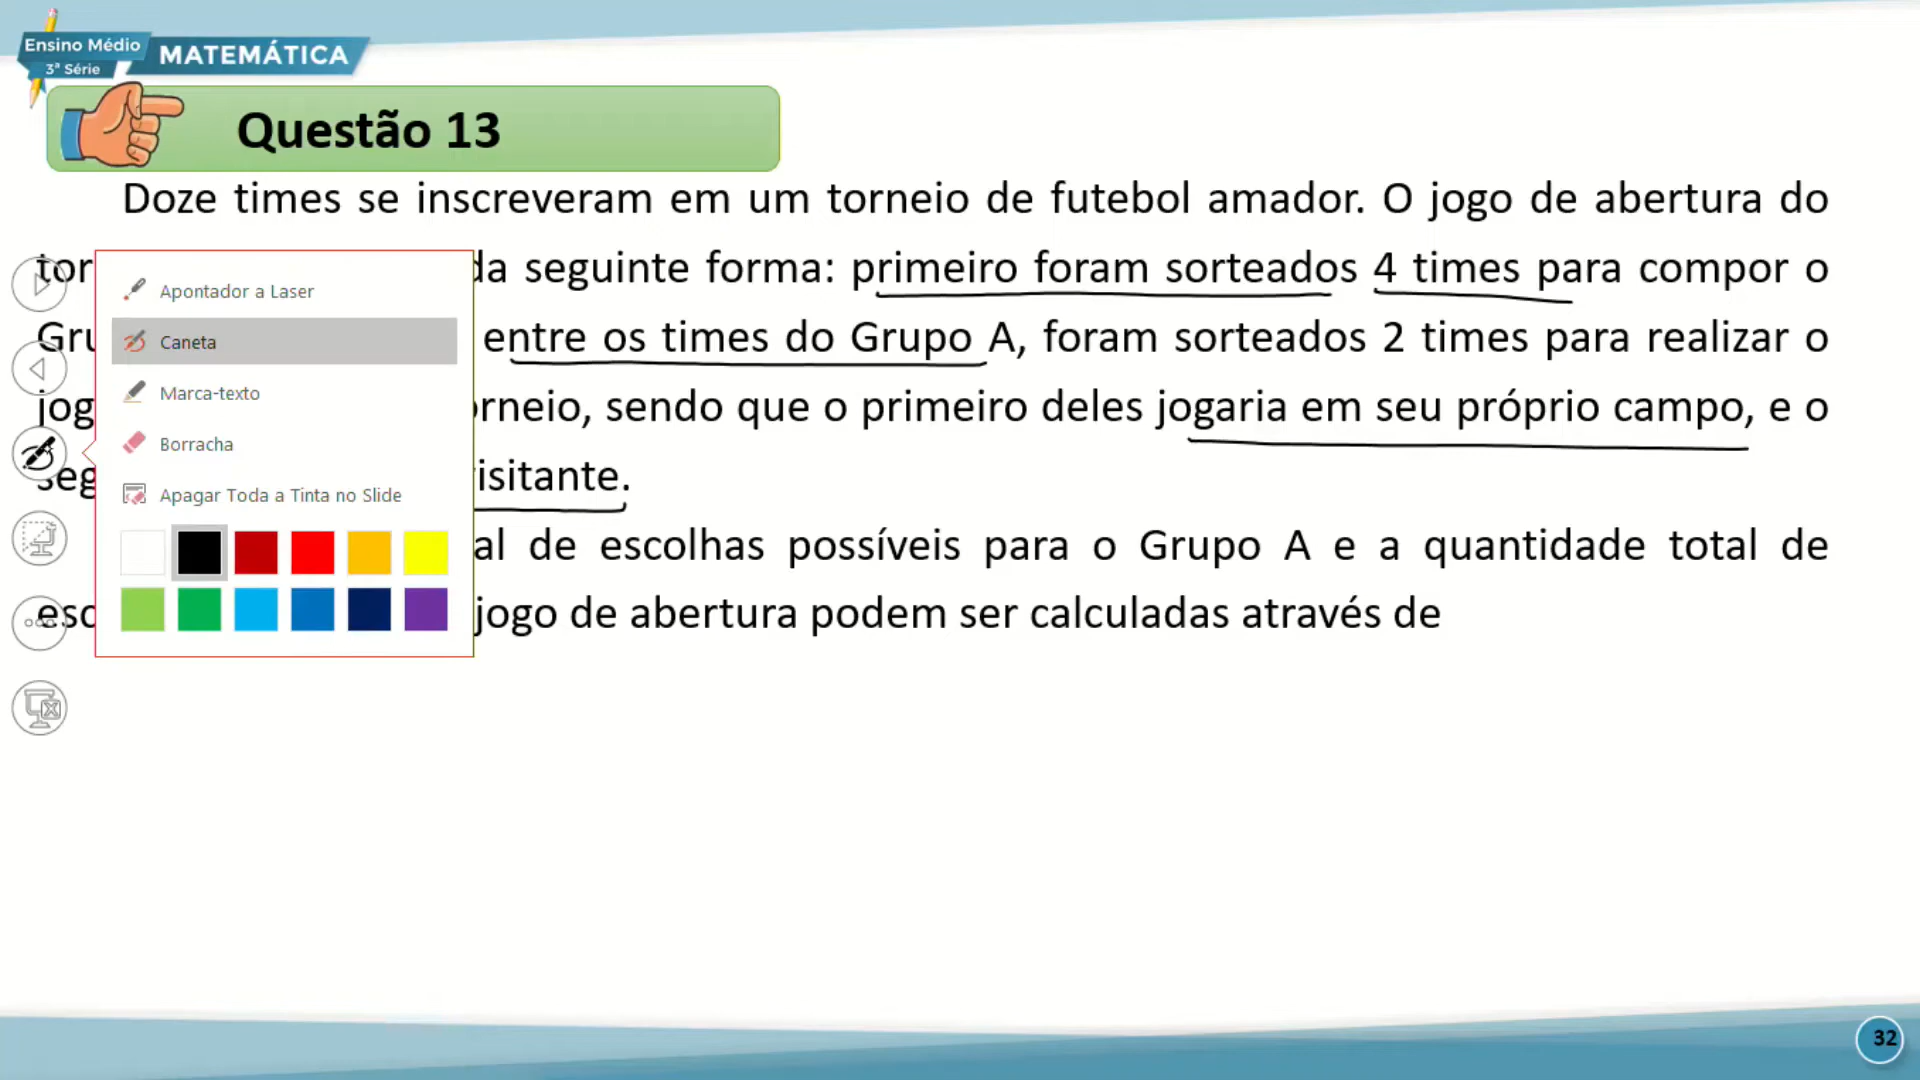 Ensino Médio
3ª Série
MATEMÁTICA
Questão 13
Doze times se inscreveram em um torneio de futebol amador. O jogo de abertura do
tor da seguinte forma: primeiro foram sorteados 4 times para compor o
Gru entre os times do Grupo A, foram sorteados 2 times para realizar o
jog orneio, sendo que o primeiro deles jogaria em seu próprio campo, e o
seg isitante.
al de escolhas possíveis para o Grupo A e a quantidade total de
esc jogo de abertura podem ser calculadas através de
Apontador a Laser
Caneta
Marca-texto
Borracha
Apagar Toda a Tinta no Slide
32